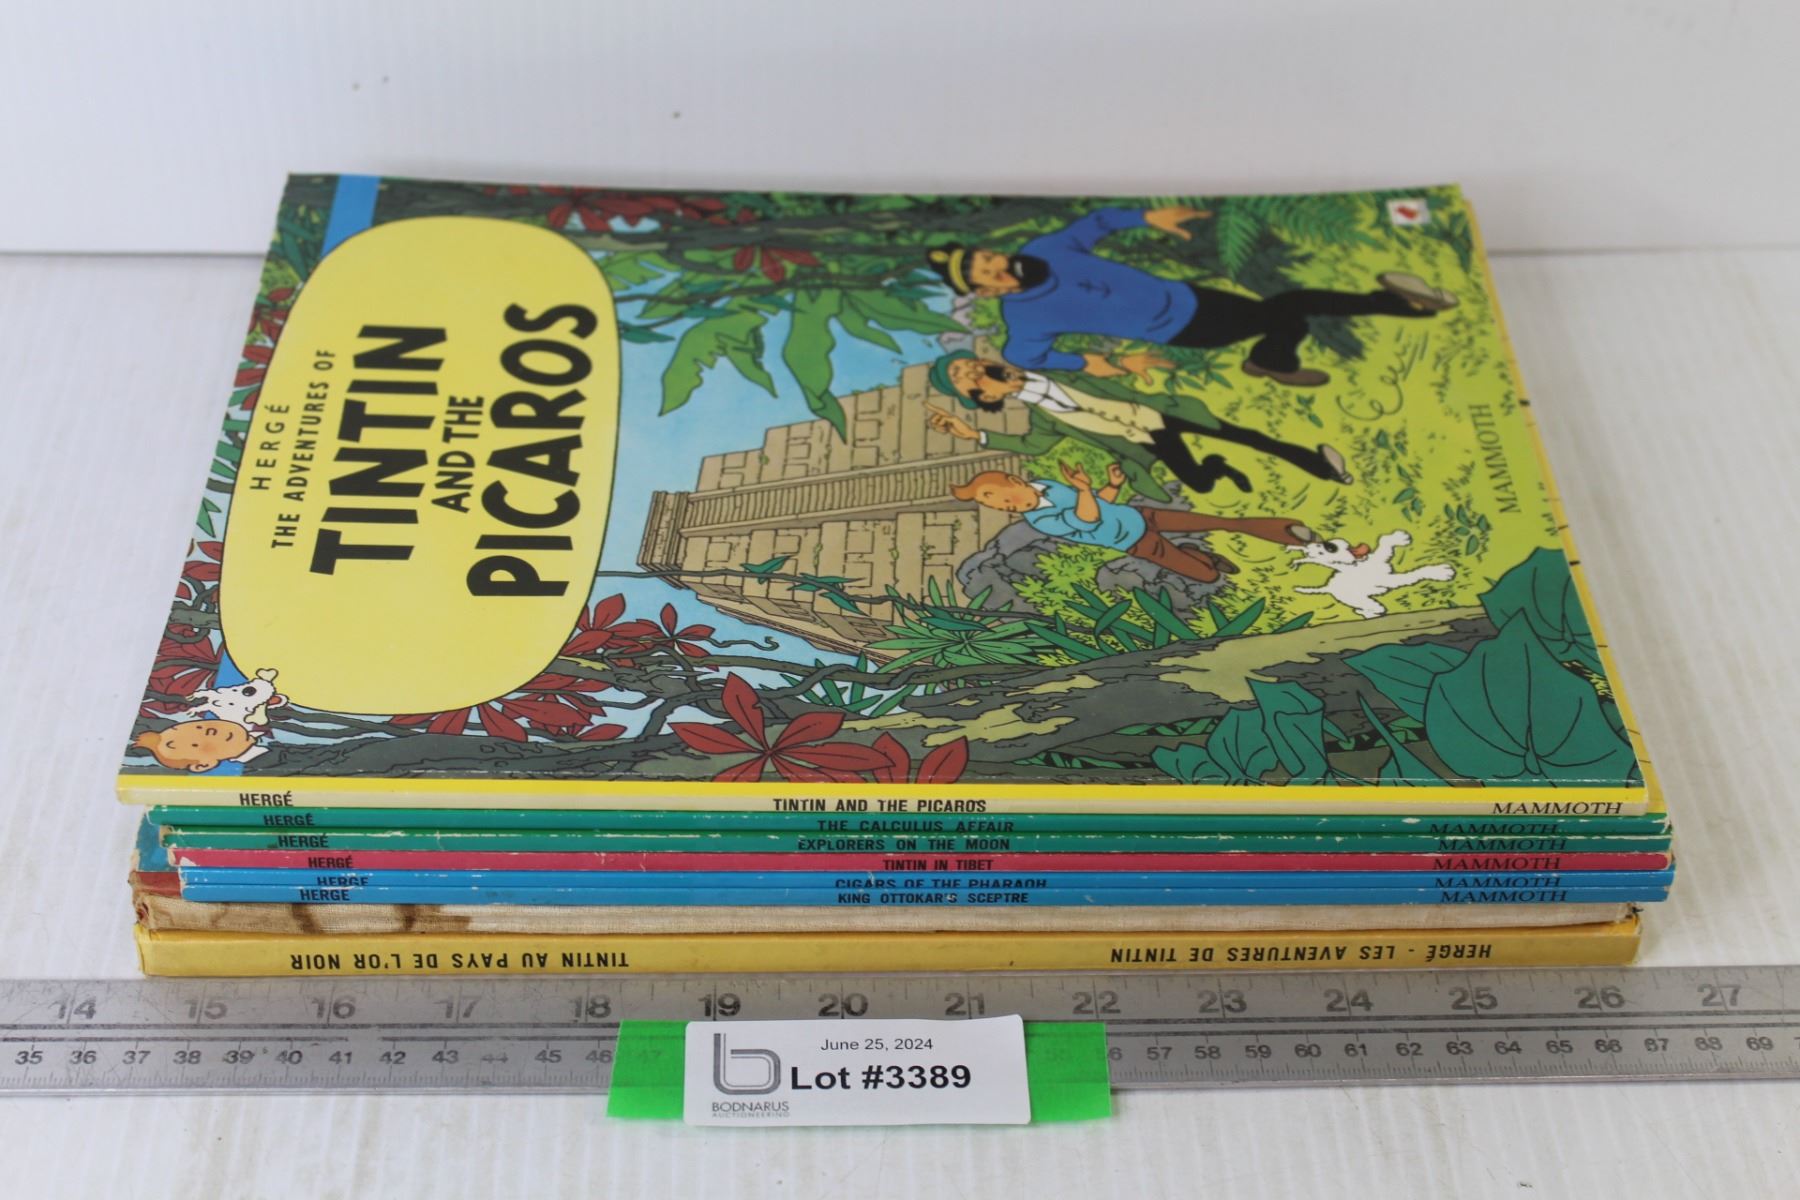 HERGÉ
THE ADVENTURES OF
TINTIN
AND THE
PICAROS
MAMMOTH
MAMMOTH
HERGÉ TINTIN AND THE PICAROS MAMMOTH
HERGÉ THE CALCULUS AFFAIR MAMMOTH
HERGÉ EXPLORERS ON THE MOON MAMMOTH
HERGÉ TINTIN IN TIBET MAMMOTH
HERGÉ CIGARS OF THE PHARAOH MAMMOTH
HERGÉ KING OTTOKAR'S SCEPTRE MAMMOTH
HERGÉ - LES AVENTURES DE TINTIN TINTIN AU PAYS DE L'OR NOIR
14 15 16 17 18 19 20 21 22 23 24 25 26 27
35 36 37 38 39 40 41 42 43 44 45 46 47 56 57 58 59 60 61 62 63 64 65 66 67 68 69
June 25, 2024
Lot #3389
BODNARUS
AUCTIONEERING